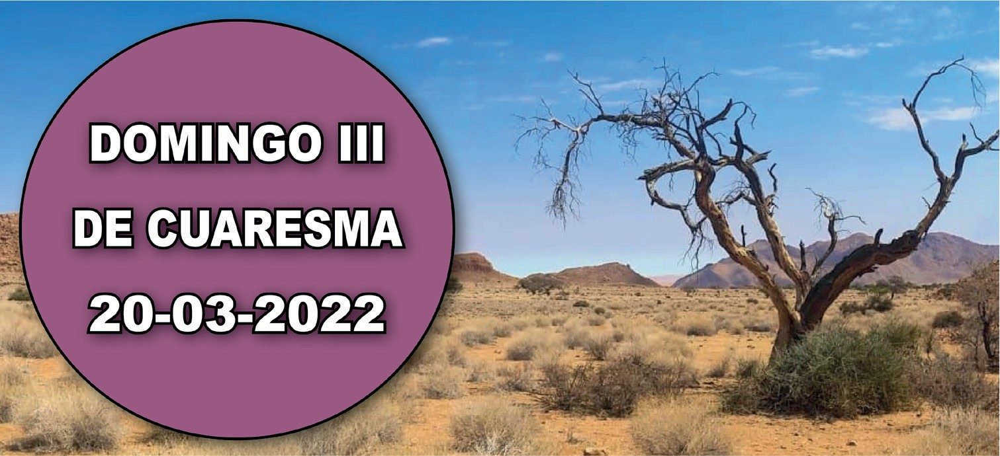 DOMINGO III
DE CUARESMA
20-03-2022